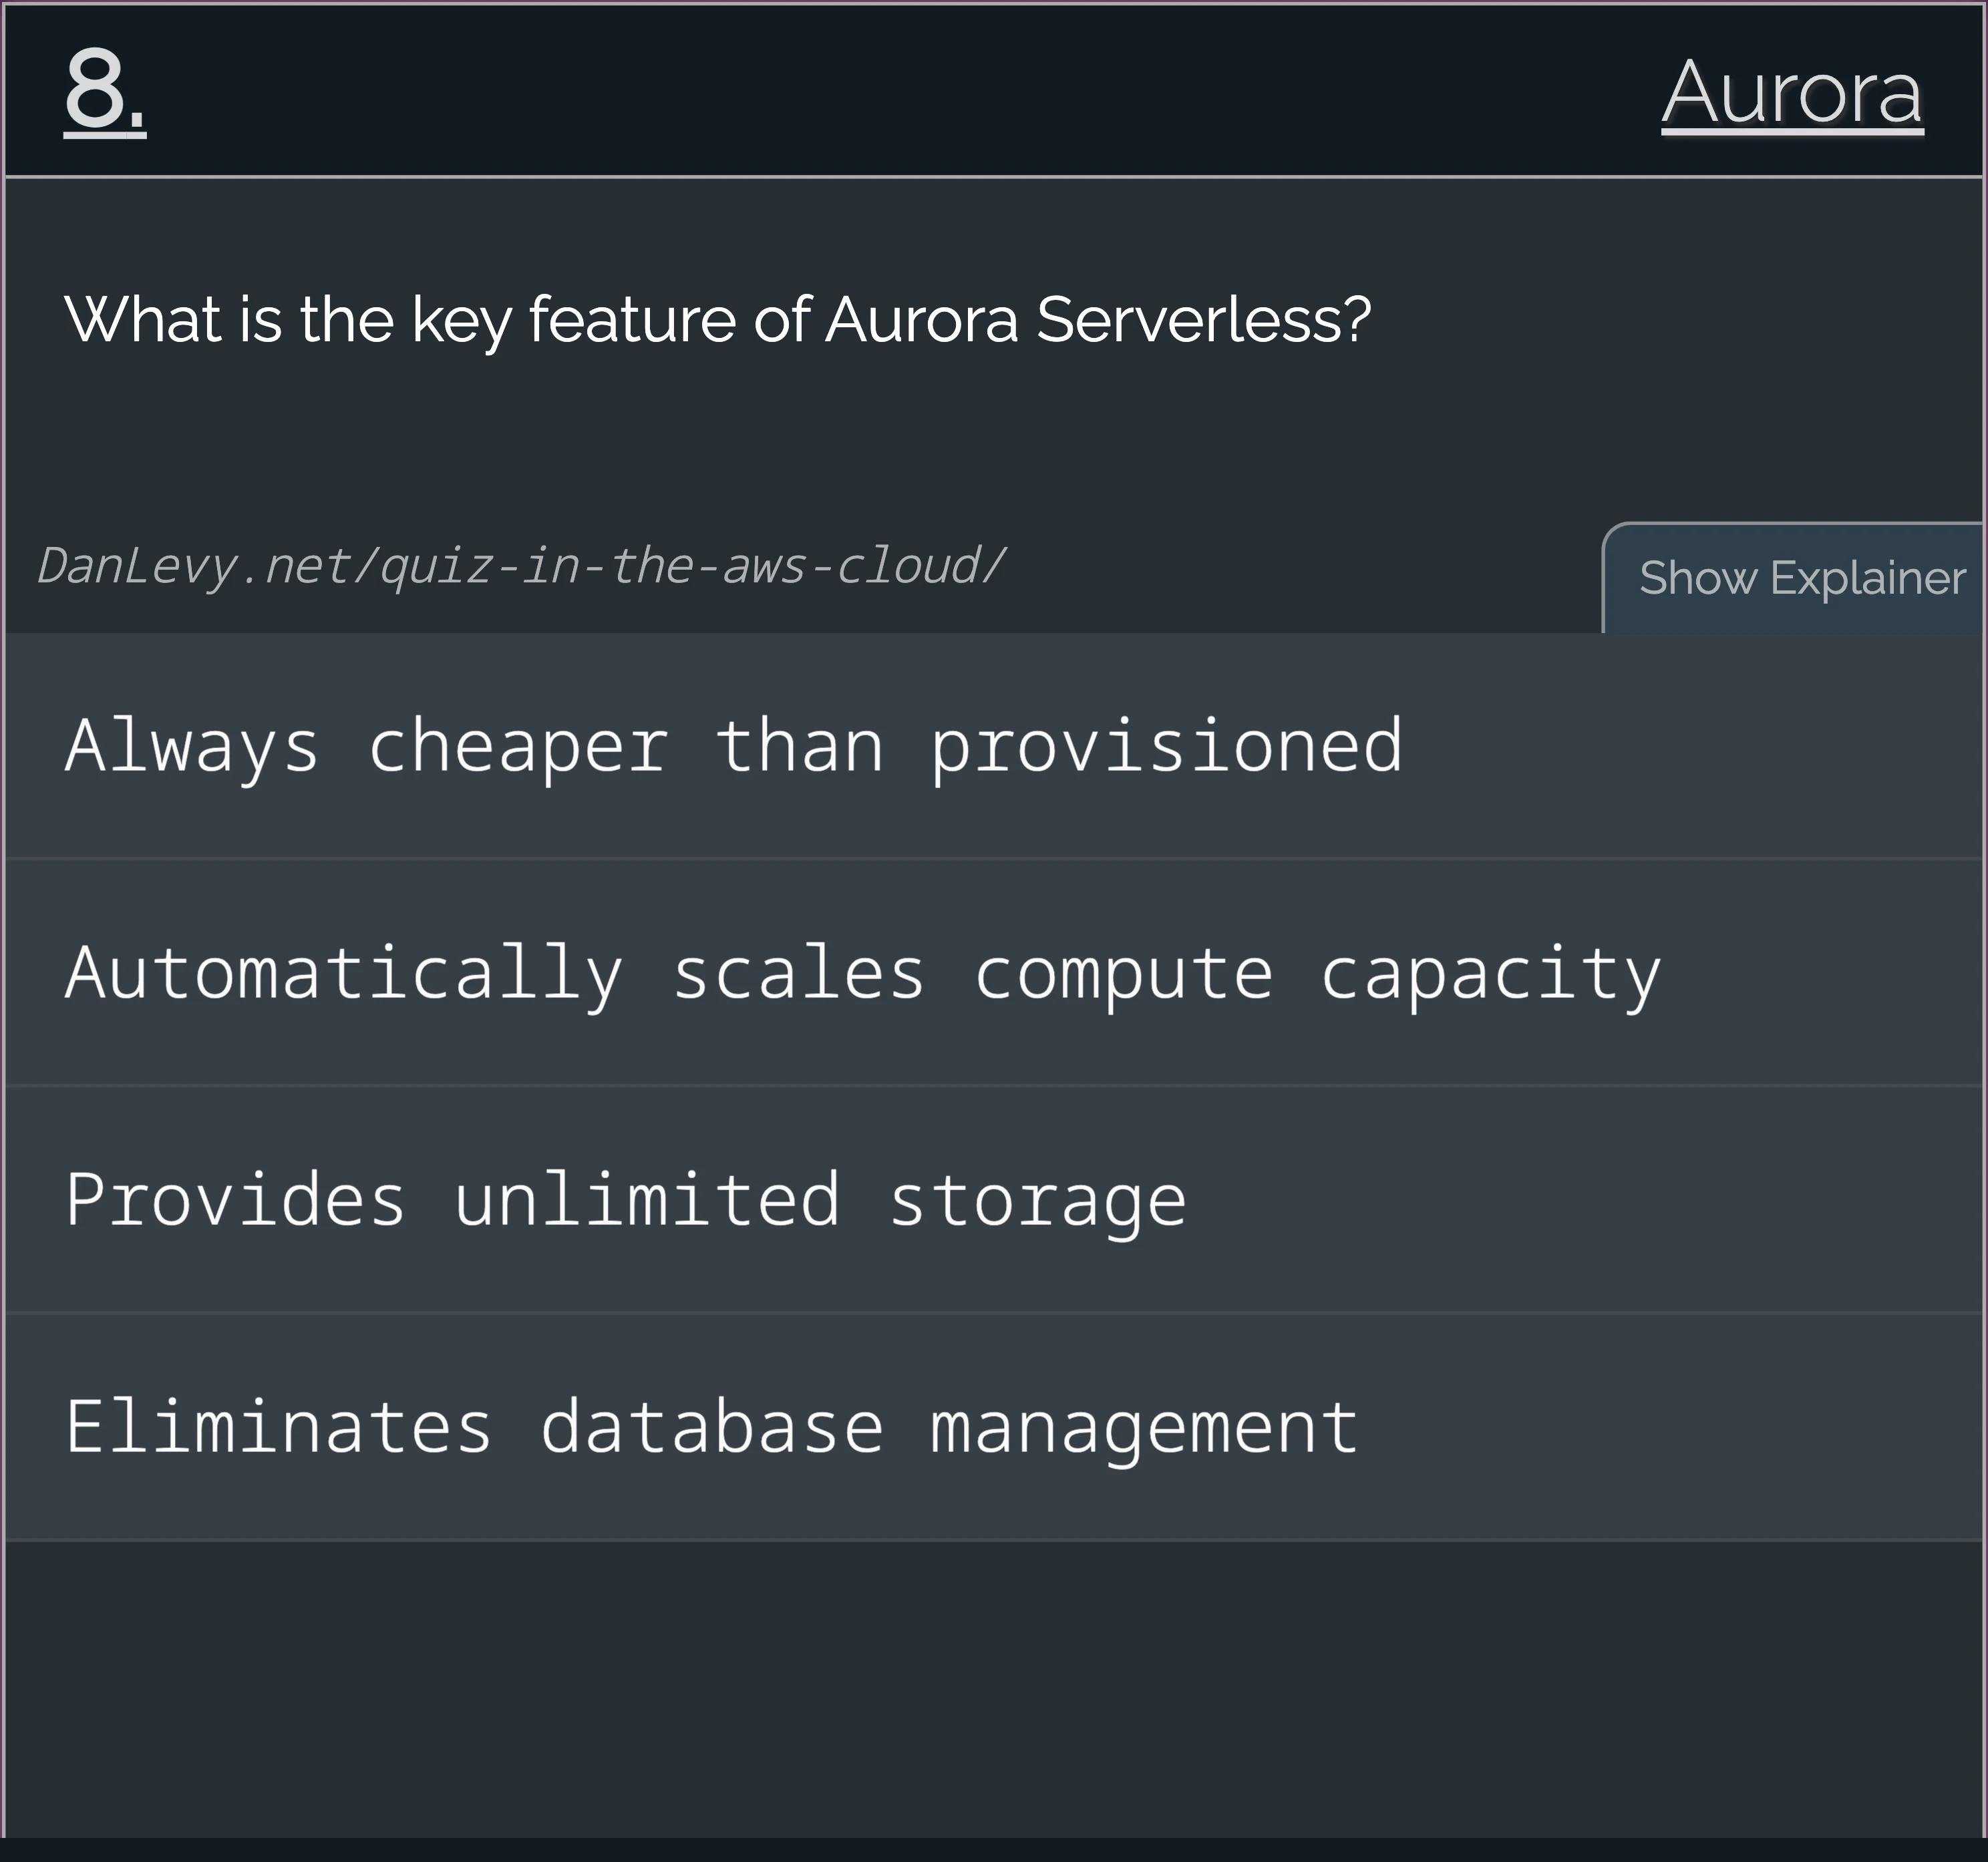 8.
Aurora
What is the key feature of Aurora Serverless?
DanLevy.net/quiz-in-the-aws-cloud/
Show Explainer
Always cheaper than provisioned
Automatically scales compute capacity
Provides unlimited storage
Eliminates database management